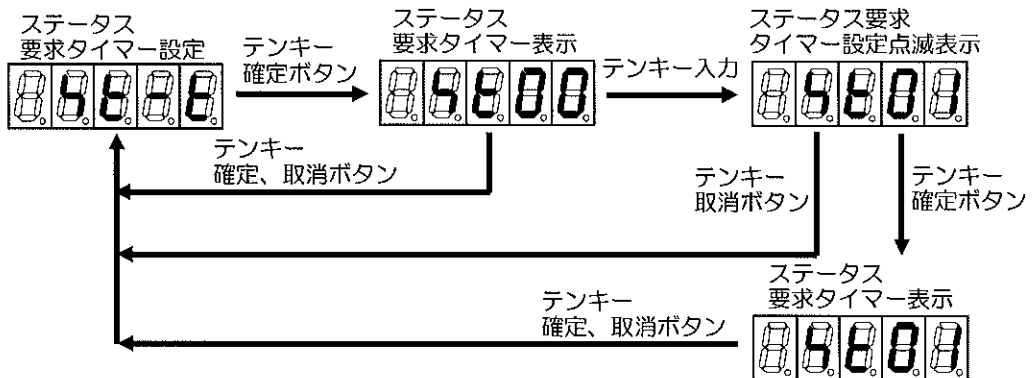 ステータス
要求タイマー設定
St-t
テンキー
確定ボタン
ステータス
要求タイマー表示
St00
テンキー入力
ステータス要求
タイマー設定点滅表示
St01
テンキー
確定、取消ボタン
テンキー
取消ボタン
テンキー
確定ボタン
テンキー
確定、取消ボタン
ステータス
要求タイマー表示
St01